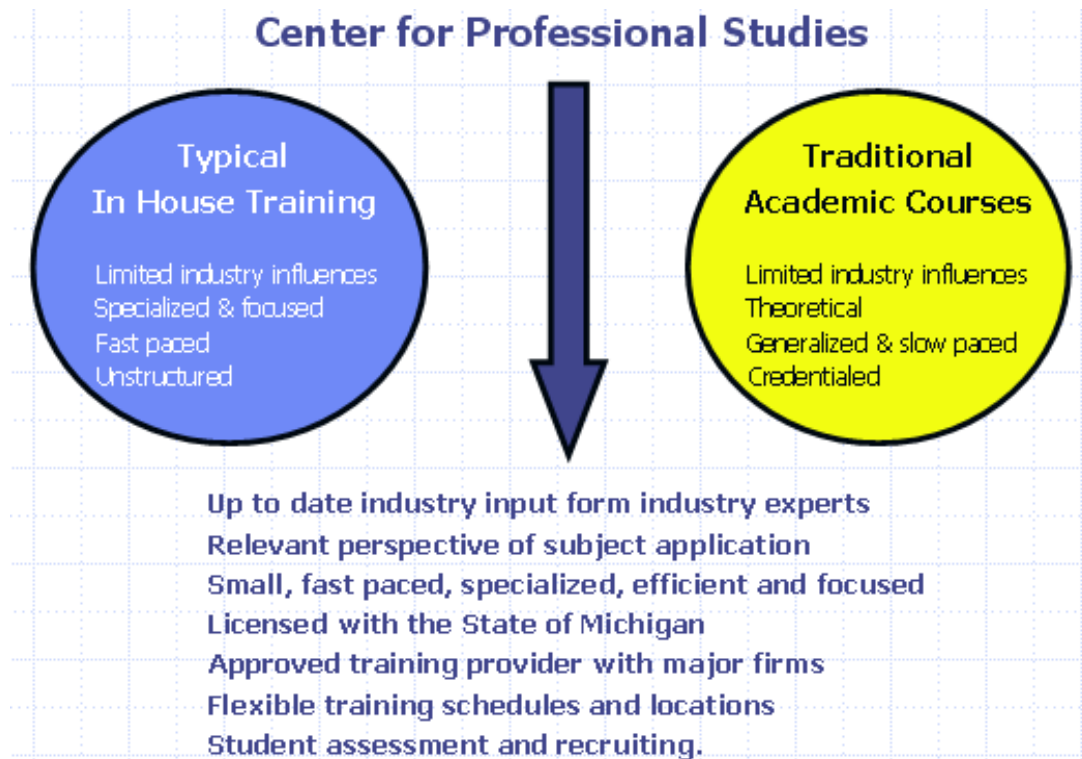 Center for Professional Studies
Typical
In House Training
Limited industry influences
Specialized & focused
Fast paced
Unstructured
Traditional
Academic Courses
Limited industry influences
Theoretical
Generalized & slow paced
Credentialed
Up to date industry input form industry experts
Relevant perspective of subject application
Small, fast paced, specialized, efficient and focused
Licensed with the State of Michigan
Approved training provider with major firms
Flexible training schedules and locations
Student assessment and recruiting.